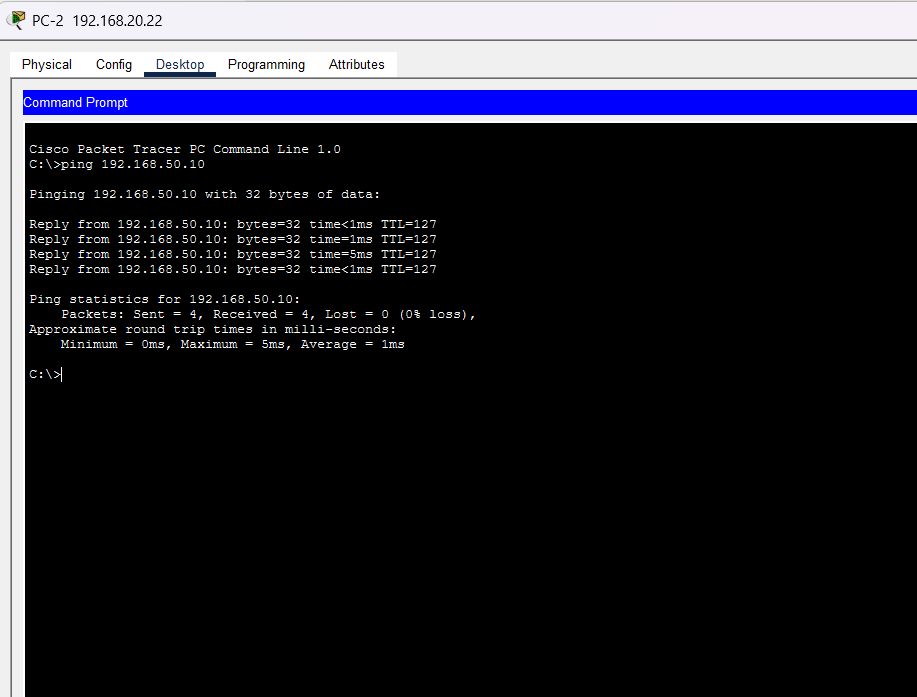 PC-2 192.168.20.22
Physical Config Desktop Programming Attributes
Command Prompt
Cisco Packet Tracer PC Command Line 1.0
C:\>ping 192.168.50.10
Pinging 192.168.50.10 with 32 bytes of data:
Reply from 192.168.50.10: bytes=32 time<1ms TTL=127
Reply from 192.168.50.10: bytes=32 time=1ms TTL=127
Reply from 192.168.50.10: bytes=32 time=5ms TTL=127
Reply from 192.168.50.10: bytes=32 time<1ms TTL=127
Ping statistics for 192.168.50.10:
Packets: Sent = 4, Received = 4, Lost = 0 (0% loss),
Approximate round trip times in milli-seconds:
Minimum = 0ms, Maximum = 5ms, Average = 1ms
C:\>